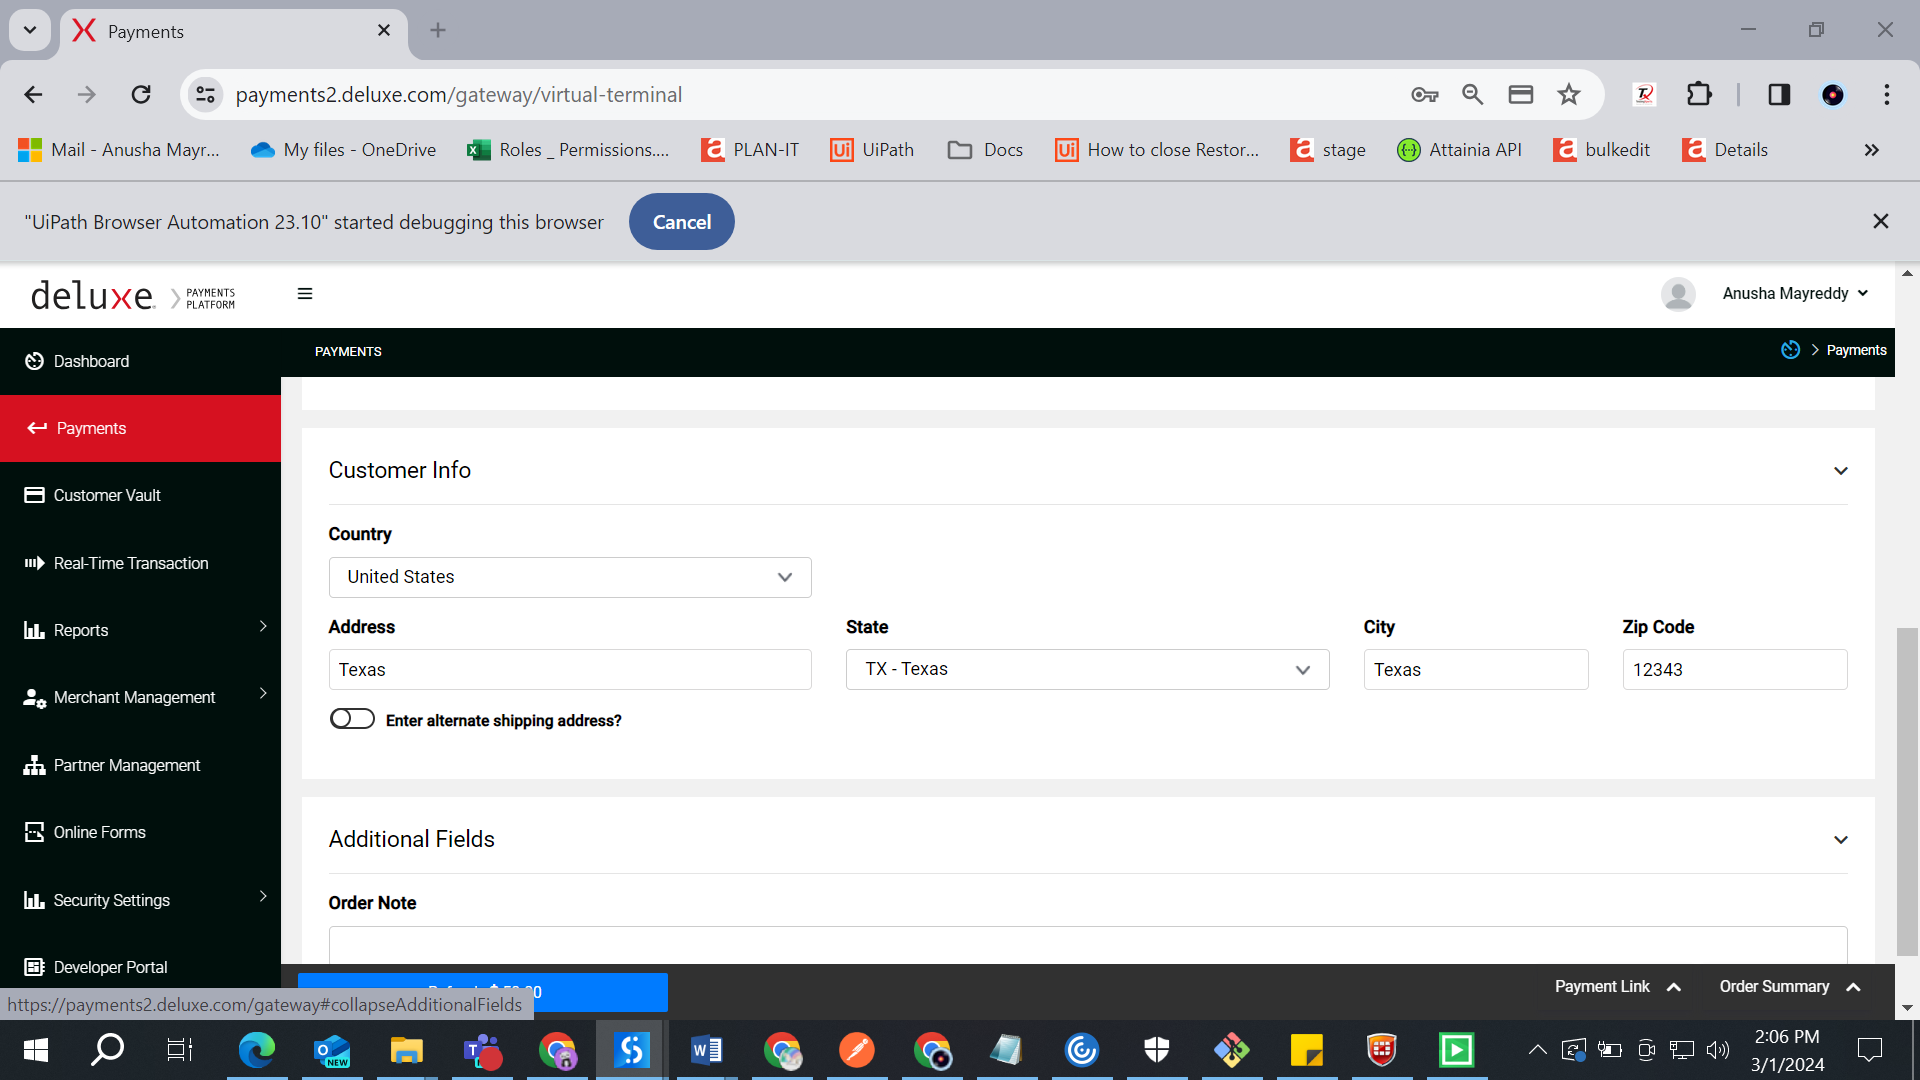 Payments
payments2.deluxe.com/gateway/virtual-terminal
Mail - Anusha Mayr...
My files - OneDrive
Roles _ Permissions....
PLAN-IT
UiPath
Docs
How to close Restor...
stage
Attainia API
bulkedit
Details
"UiPath Browser Automation 23.10" started debugging this browser
Cancel
deluxe
PAYMENTS
PLATFORM
Anusha Mayreddy
Dashboard
Payments
Customer Vault
Real-Time Transaction
Reports
Merchant Management
Partner Management
Online Forms
Security Settings
Developer Portal
PAYMENTS
Payments
Customer Info
Country
United States
Address
State
City
Zip Code
Texas
TX - Texas
Texas
12343
Enter alternate shipping address?
Additional Fields
Order Note
Payment Link
Order Summary
https://payments2.deluxe.com/gateway#collapseAdditionalFields
2:06 PM
3/1/2024